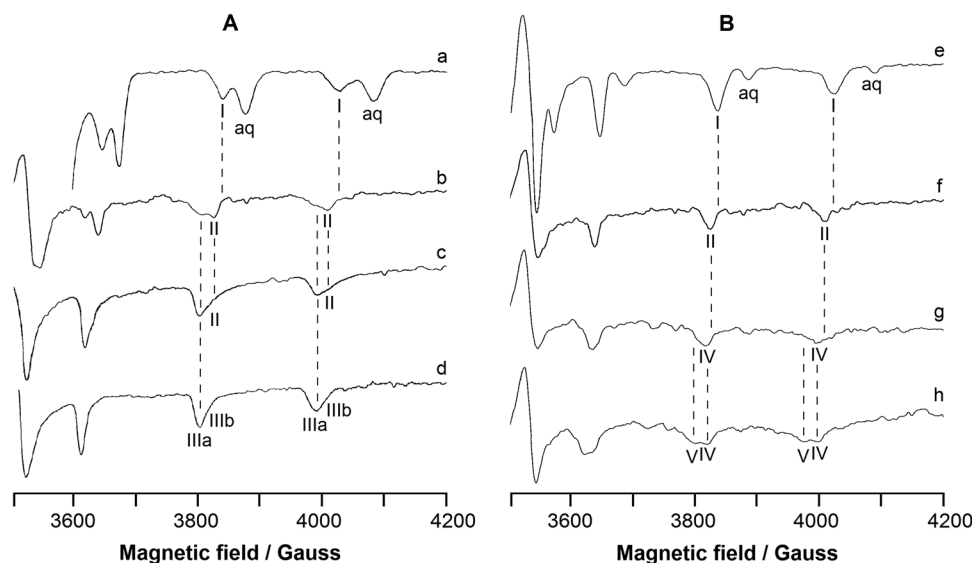 A
a
I
aq
I
aq
b
II
II
c
II
II
d
IIIb
IIIa
IIIb
IIIa
3600 3800 4000 4200
Magnetic field / Gauss
B
e
aq
I
aq
I
f
II
II
g
IV
IV
h
V IV V IV
3600 3800 4000 4200
Magnetic field / Gauss